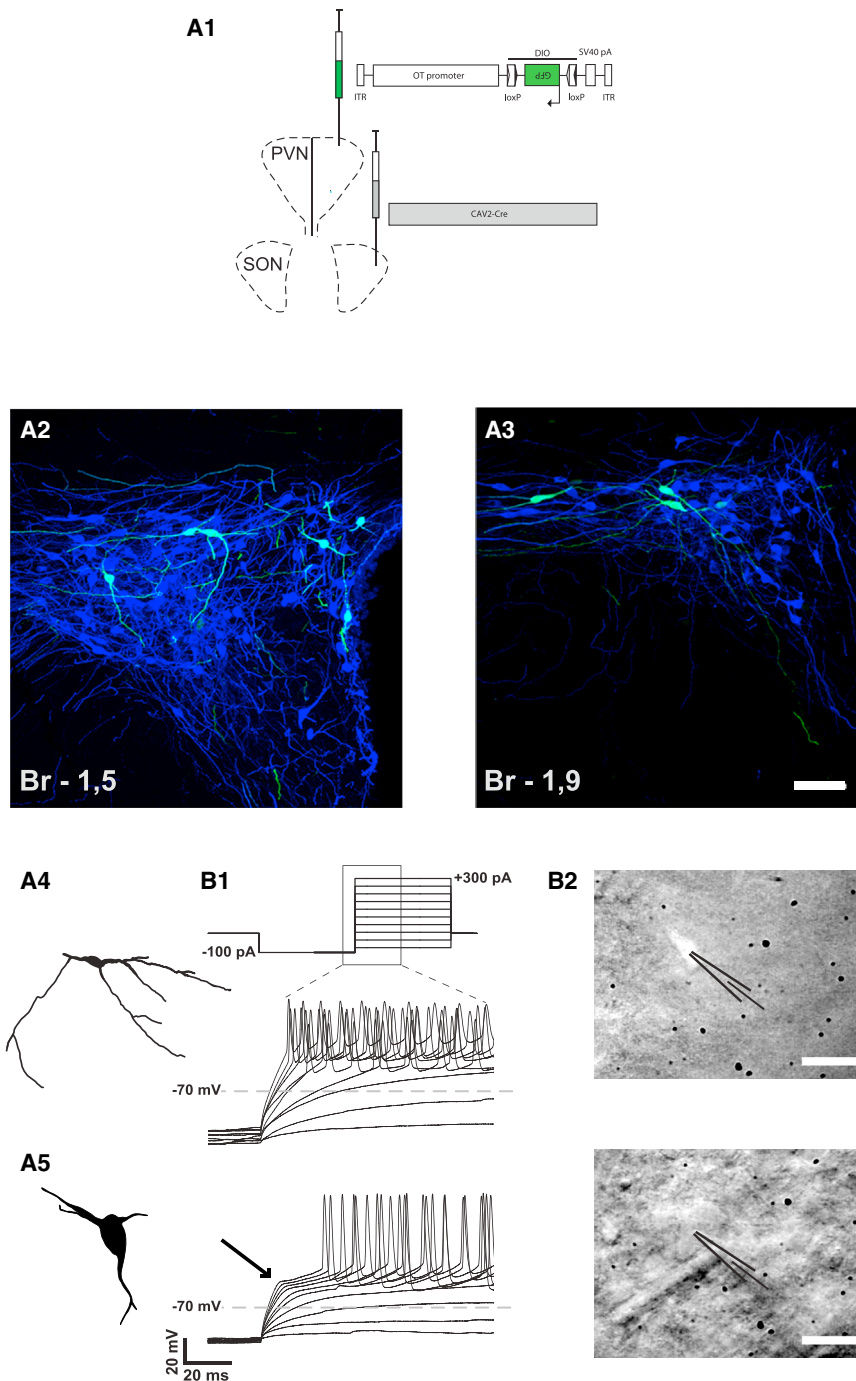 A1
DIO
SV40 pA
ITR
OT promoter
GFP
loxP
loxP
ITR
PVN
CAV2-Cre
SON
A2
Br - 1,5
A3
Br - 1,9
A4
B1
+300 pA
-100 pA
-70 mV
B2
A5
-70 mV
20 mV
20 ms